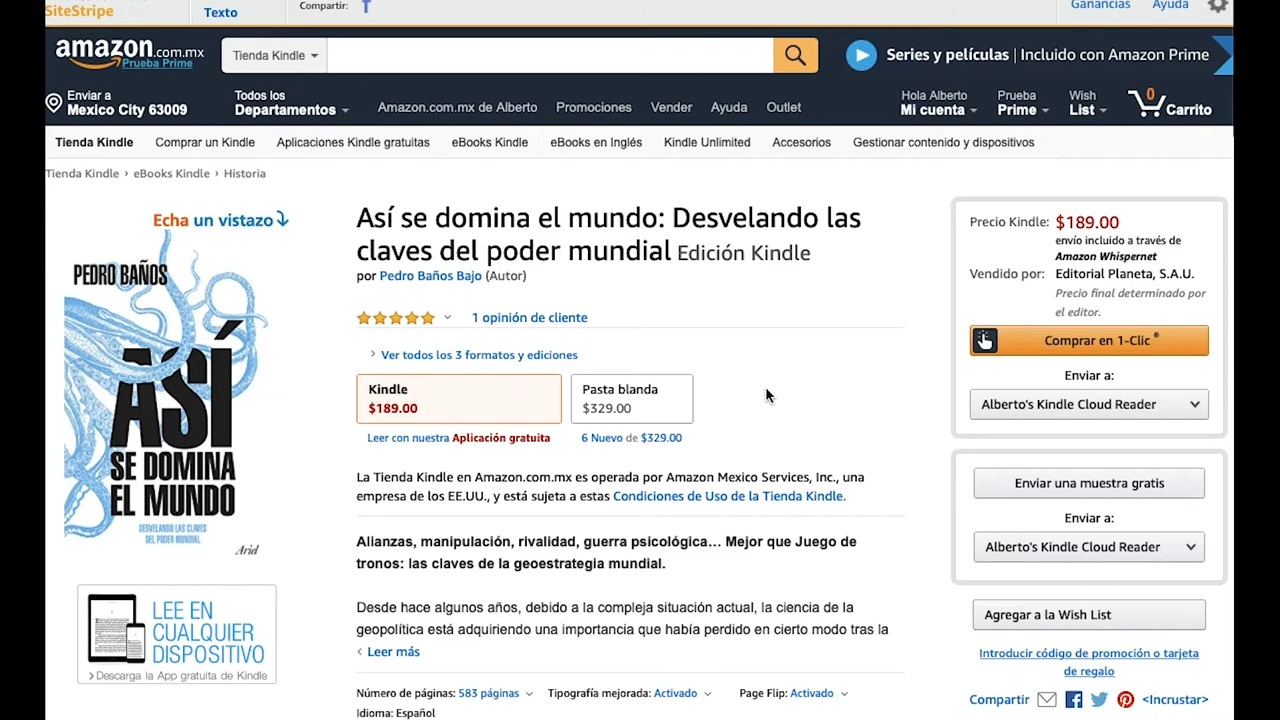 SiteStripe
Texto
Compartir:
Ganancias
Ayuda
amazon.com.mx
Prueba Prime
Tienda Kindle
Series y películas | Incluido con Amazon Prime
Enviar a
Mexico City 63009
Todos los
Departamentos
Amazon.com.mx de Alberto
Promociones
Vender
Ayuda
Outlet
Hola Alberto
Mi cuenta
Prueba
Prime
Wish
List
0
Carrito
Tienda Kindle
Comprar un Kindle
Aplicaciones Kindle gratuitas
eBooks Kindle
eBooks en Inglés
Kindle Unlimited
Accesorios
Gestionar contenido y dispositivos
Tienda Kindle › eBooks Kindle › Historia
Echa un vistazo
PEDRO BAÑOS
ASÍ
SE DOMINA
EL MUNDO
DESVELANDO LAS CLAVES
DEL PODER MUNDIAL
Ariel
LEE EN
CUALQUIER
DISPOSITIVO
Descarga la App gratuita de Kindle
Así se domina el mundo: Desvelando las
claves del poder mundial Edición Kindle
por Pedro Baños Bajo (Autor)
1 opinión de cliente
Ver todos los 3 formatos y ediciones
Kindle
$189.00
Leer con nuestra Aplicación gratuita
Pasta blanda
$329.00
6 Nuevo de $329.00
La Tienda Kindle en Amazon.com.mx es operada por Amazon Mexico Services, Inc., una
empresa de los EE.UU., y está sujeta a estas Condiciones de Uso de la Tienda Kindle.
Alianzas, manipulación, rivalidad, guerra psicológica… Mejor que Juego de
tronos: las claves de la geoestrategia mundial.
Desde hace algunos años, debido a la compleja situación actual, la ciencia de la
geopolítica está adquiriendo una importancia que había perdido en cierto modo tras la
Leer más
Número de páginas: 583 páginas
Tipografía mejorada: Activado
Page Flip: Activado
Idioma: Español
Precio Kindle: $189.00
envío incluido a través de
Amazon Whispernet
Vendido por: Editorial Planeta, S.A.U.
Precio final determinado por
el editor.
Comprar en 1-Clic ®
Enviar a:
Alberto's Kindle Cloud Reader
Enviar una muestra gratis
Enviar a:
Alberto's Kindle Cloud Reader
Agregar a la Wish List
Introducir código de promoción o tarjeta
de regalo
Compartir
<Incrustar>